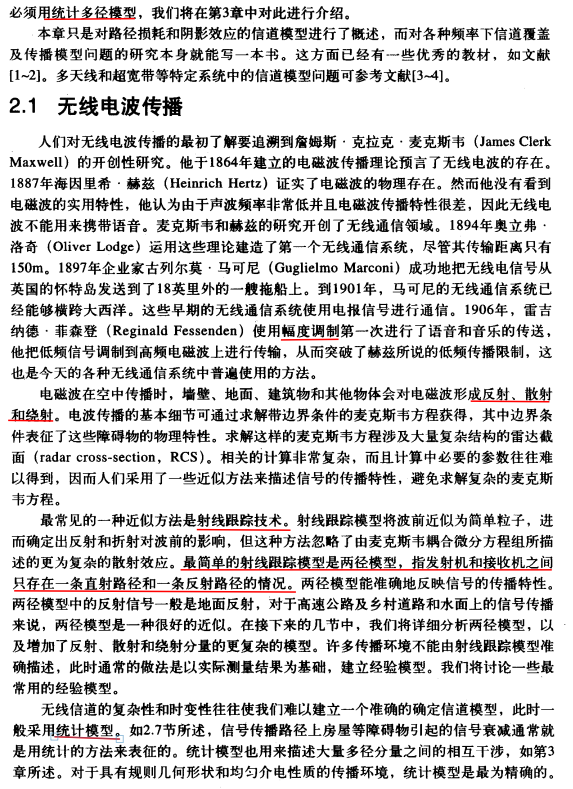 必须用统计多径模型，我们将在第3章中对此进行介绍。
本章只是对路径损耗和阴影效应的信道模型进行了概述，而对各种频率下信道覆盖
及传播模型问题的研究本身就能写一本书。这方面已经有一些优秀的教材，如文献
[1~2]。多天线和超宽带等特定系统中的信道模型问题可参考文献[3~4]。
2.1 无线电波传播
人们对无线电波传播的最初了解要追溯到詹姆斯·克拉克·麦克斯韦（James Clerk
Maxwell）的开创性研究。他于1864年建立的电磁波传播理论预言了无线电波的存在。
1887年海因里希·赫兹（Heinrich Hertz）证实了电磁波的物理存在。然而他没有看到
电磁波的实用特性，他认为由于声波频率非常低并且电磁波传播特性很差，因此无线电
波不能用来携带语音。麦克斯韦和赫兹的研究开创了无线通信领域。1894年奥立弗·
洛奇（Oliver Lodge）运用这些理论建造了第一个无线通信系统，尽管其传输距离只有
150m。1897年企业家古列尔莫·马可尼（Guglielmo Marconi）成功地把无线电信号从
英国的怀特岛发送到了18英里外的一艘拖船上。到1901年，马可尼的无线通信系统已
经能够横跨大西洋。这些早期的无线通信系统使用电报信号进行通信。1906年，雷吉
纳德·菲森登（Reginald Fessenden）使用幅度调制第一次进行了语音和音乐的传送，
他把低频信号调制到高频电磁波上进行传输，从而突破了赫兹所说的低频传播限制，这
也是今天的各种无线通信系统中普遍使用的方法。
电磁波在空中传播时，墙壁、地面、建筑物和其他物体会对电磁波形成反射、散射
和绕射。电波传播的基本细节可通过求解带边界条件的麦克斯韦方程获得，其中边界条
件表征了这些障碍物的物理特性。求解这样的麦克斯韦方程涉及大量复杂结构的雷达截
面（radar cross-section，RCS）。相关的计算非常复杂，而且计算中必要的参数往往难
以得到，因而人们采用了一些近似方法来描述信号的传播特性，避免求解复杂的麦克斯
韦方程。
最常见的一种近似方法是射线跟踪技术。射线跟踪模型将波前近似为简单粒子，进
而确定出反射和折射对波前的影响，但这种方法忽略了由麦克斯韦耦合微分方程组所描
述的更为复杂的散射效应。最简单的射线跟踪模型是两径模型，指发射机和接收机之间
只存在一条直射路径和一条反射路径的情况。两径模型能准确地反映信号的传播特性。
两径模型中的反射信号一般是地面反射，对于高速公路及乡村道路和水面上的信号传播
来说，两径模型是一种很好的近似。在接下来的几节中，我们将详细分析两径模型，以
及增加了反射、散射和绕射分量的更复杂的模型。许多传播环境不能由射线跟踪模型准
确描述，此时通常的做法是以实际测量结果为基础，建立经验模型。我们将讨论一些最
常用的经验模型。
无线信道的复杂性和时变性往往使我们难以建立一个准确的确定信道模型，此时一
般采用统计模型。如2.7节所述，信号传播路径上房屋等障碍物引起的信号衰减通常就
是用统计的方法来表征的。统计模型也用来描述大量多径分量之间的相互干涉，如第3
章所述。对于具有规则几何形状和均匀介电性质的传播环境，统计模型是最为精确的。